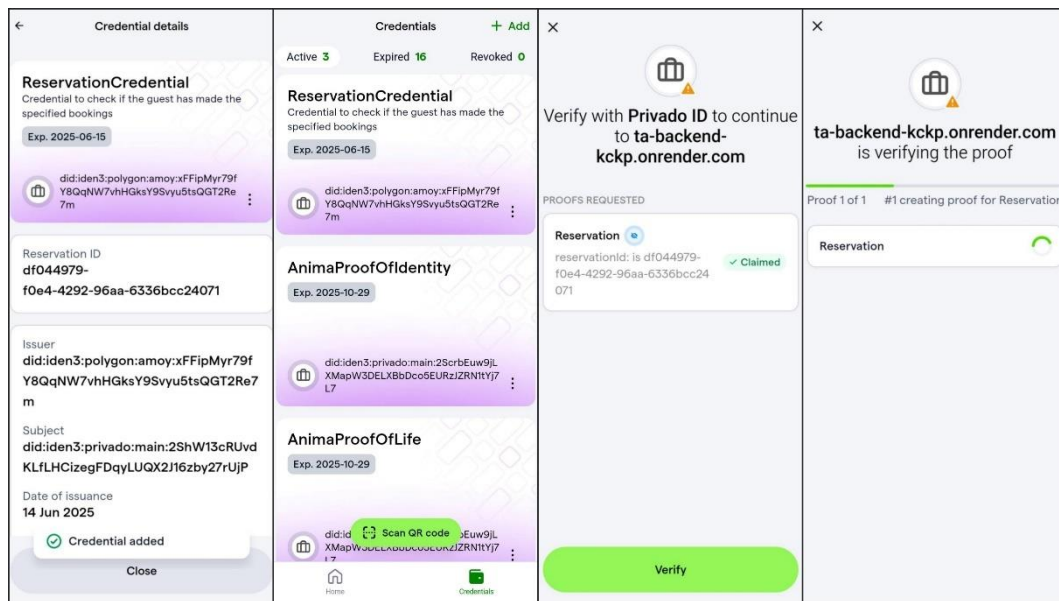 Credential details
ReservationCredential
Credential to check if the guest has made the
specified bookings
Exp. 2025-06-15
did:iden3:polygon:amoy:xFFipMyr79f
Y8QqNW7vhHGksY9Svyu5tsQGT2Re
7m
Reservation ID
df044979-
f0e4-4292-96aa-6336bcc24071
Issuer
did:iden3:polygon:amoy:xFFipMyr79f
Y8QqNW7vhHGksY9Svyu5tsQGT2Re7
m
Subject
did:iden3:privado:main:2ShW13cRUvd
KLfLHCizegFDqyLUQX2J16zby27rUjP
Date of issuance
14 Jun 2025
Credential added
Close
Credentials
+ Add
Active 3 Expired 16 Revoked 0
ReservationCredential
Credential to check if the guest has made the
specified bookings
Exp. 2025-06-15
did:iden3:polygon:amoy:xFFipMyr79f
Y8QqNW7vhHGksY9Svyu5tsQGT2Re
7m
AnimaProofOfIdentity
Exp. 2025-10-29
did:iden3:privado:main:2ScrbEuw9jL
XMapW3DELXBbDco5EURzJZRN1tYj7
L7
AnimaProofOfLife
Exp. 2025-10-29
Scan QR code
Home Credentials
Verify with Privado ID to continue
to ta-backend-
kckp.onrender.com
PROOFS REQUESTED
Reservation
reservationId: is df044979-
f0e4-4292-96aa-6336bcc24
071
Claimed
Verify
ta-backend-kckp.onrender.com
is verifying the proof
Proof 1 of 1 #1 creating proof for Reservation
Reservation